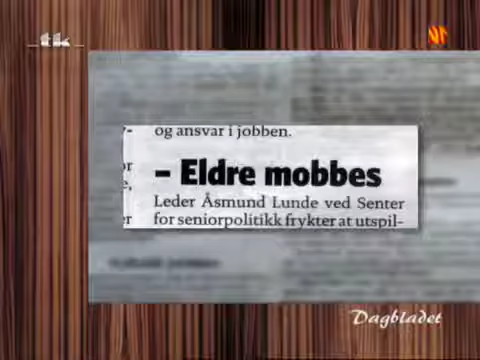 og ansvar i jobben.
– Eldre mobbes
Leder Åsmund Lunde ved Senter
for seniorpolitikk frykter at utspil-
Dagbladet